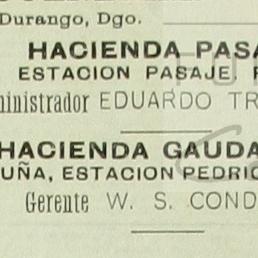 Durango, Dgo.
HACIENDA PASA
ESTACION PASAJE.
ministrador EDUARDO TR
HACIENDA GAUDA
UÑA, ESTACION PEDRIC
Gerente W. S. COND